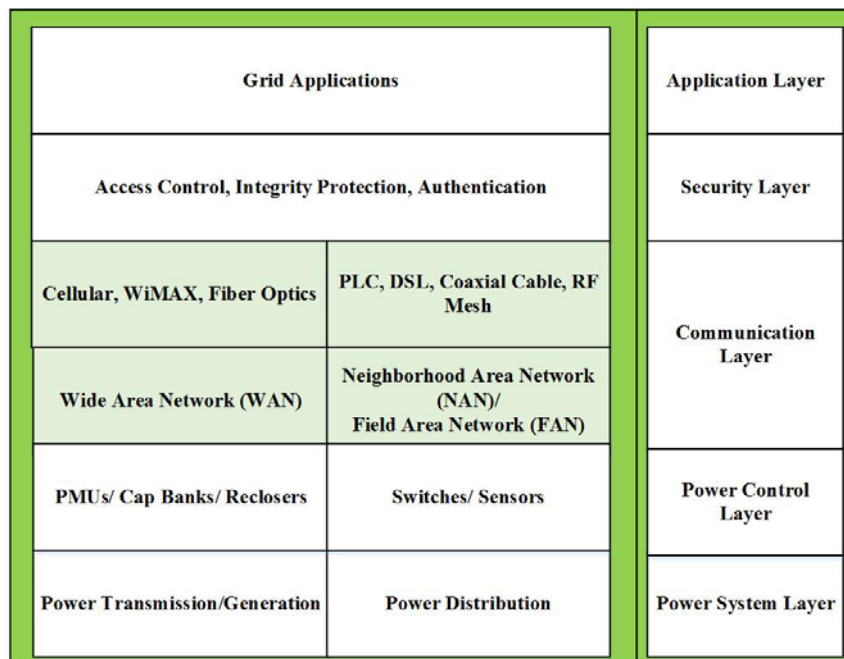 Grid Applications
Application Layer
Access Control, Integrity Protection, Authentication
Security Layer
Cellular, WiMAX, Fiber Optics
PLC, DSL, Coaxial Cable, RF
Mesh
Communication
Layer
Wide Area Network (WAN)
Neighborhood Area Network
(NAN)/
Field Area Network (FAN)
PMUs/ Cap Banks/ Reclosers
Switches/ Sensors
Power Control
Layer
Power Transmission/Generation
Power Distribution
Power System Layer